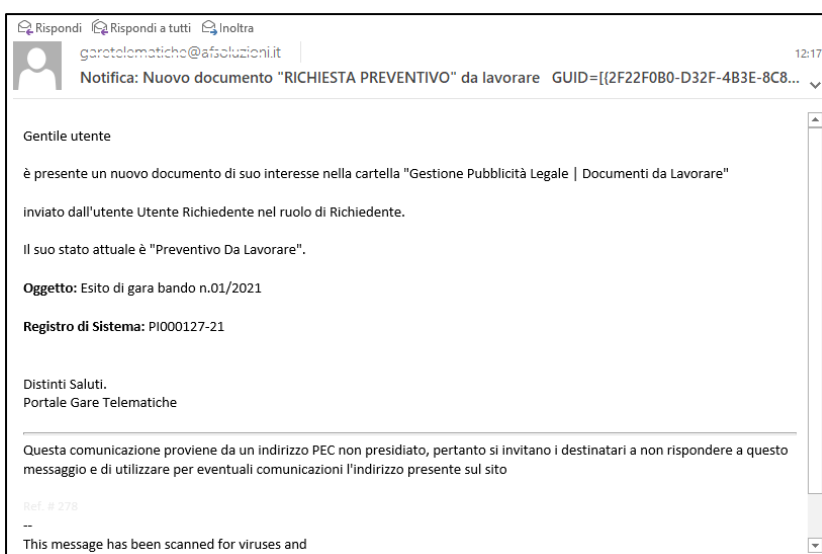 Rispondi Rispondi a tutti Inoltra
garetelematiche@afsoluzioni.it 12:17
Notifica: Nuovo documento "RICHIESTA PREVENTIVO" da lavorare GUID=[{2F22F0B0-D32F-4B3E-8C8...
Gentile utente
è presente un nuovo documento di suo interesse nella cartella "Gestione Pubblicità Legale | Documenti da Lavorare"
inviato dall'utente Utente Richiedente nel ruolo di Richiedente.
Il suo stato attuale è "Preventivo Da Lavorare".
Oggetto: Esito di gara bando n.01/2021
Registro di Sistema: PI000127-21
Distinti Saluti.
Portale Gare Telematiche
Questa comunicazione proviene da un indirizzo PEC non presidiato, pertanto si invitano i destinatari a non rispondere a questo
messaggio e di utilizzare per eventuali comunicazioni l'indirizzo presente sul sito
Ref. # 278
--
This message has been scanned for viruses and